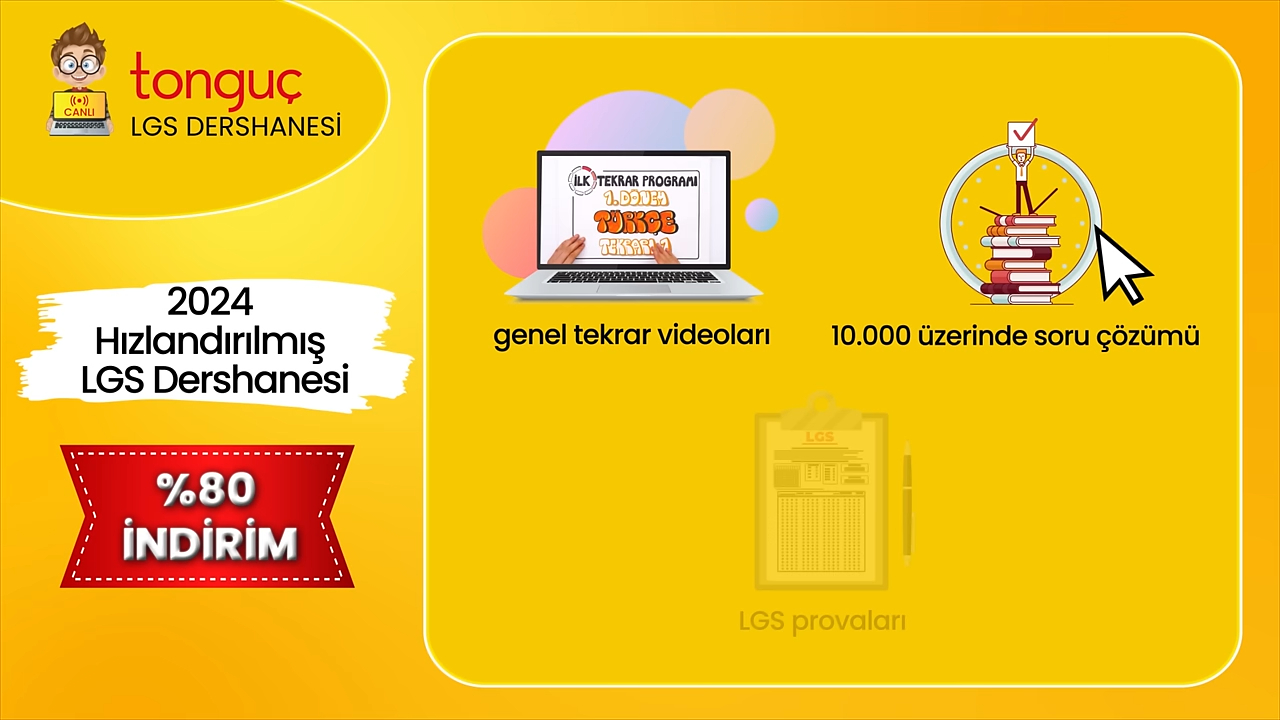 CANLI
tonguç
LGS DERSHANESİ
2024
Hızlandırılmış
LGS Dershanesi
%80
İNDİRİM
İLK TEKRAR PROGRAMI
1. DÖNEM
TÜRKÇE
genel tekrar videoları
10.000 üzerinde soru çözümü
LGS
LGS provaları